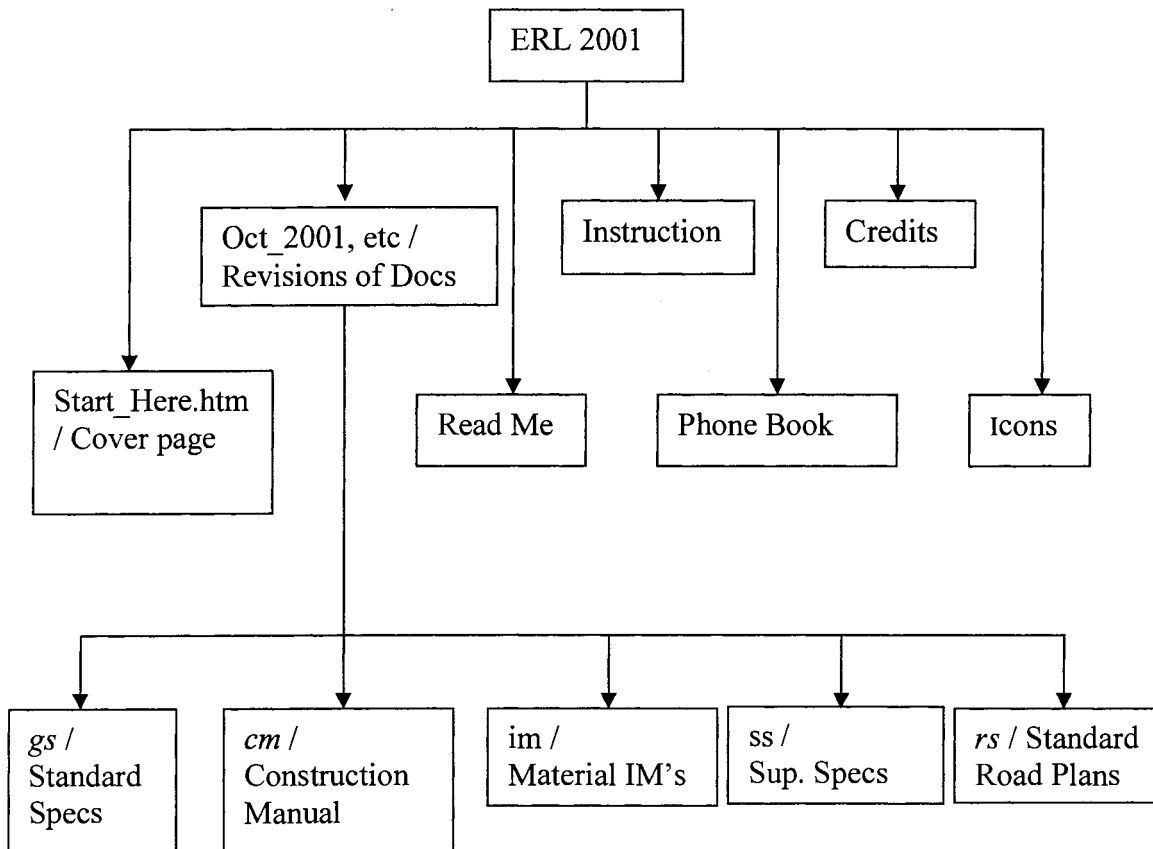 ERL 2001
Oct_2001, etc /
Revisions of Docs
Instruction
Credits
Start_Here.htm
/ Cover page
Read Me
Phone Book
Icons
gs /
Standard
Specs
cm /
Construction
Manual
im /
Material IM's
ss /
Sup. Specs
rs / Standard
Road Plans